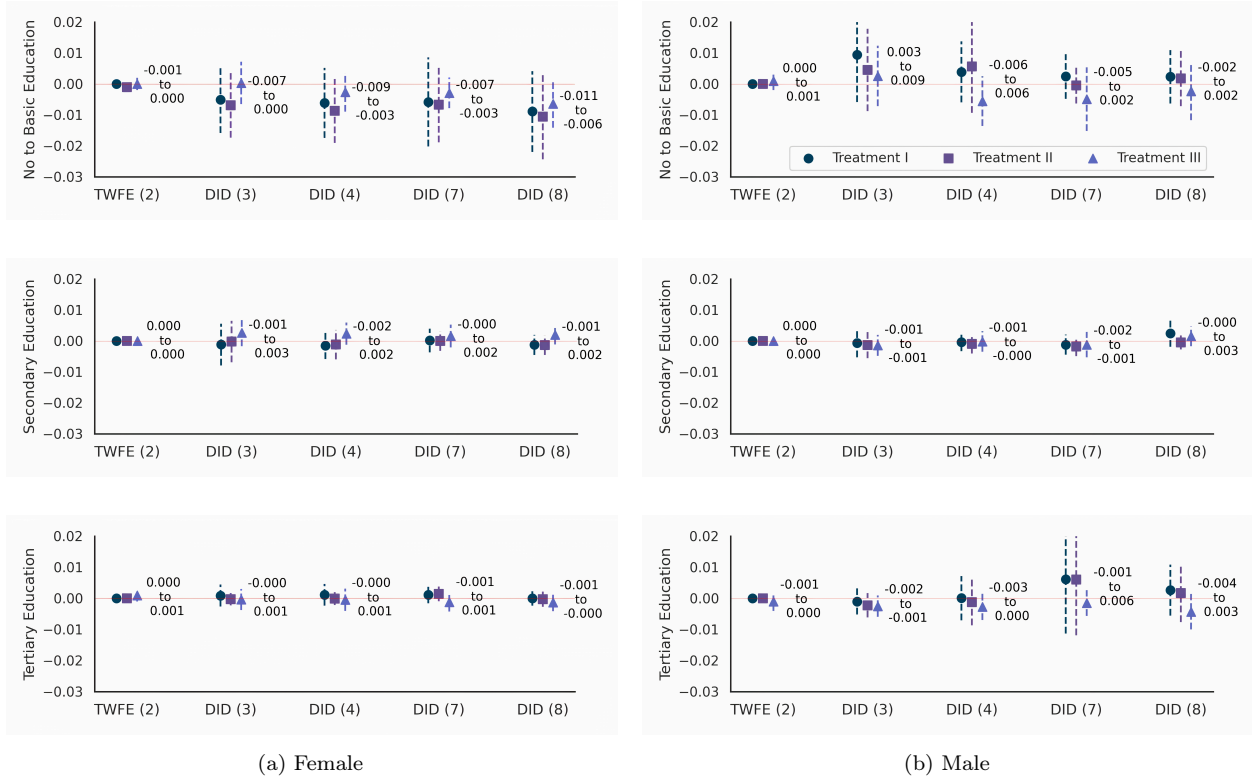 No to Basic Education
0.02
0.01
0.00
−0.01
−0.02
−0.03
-0.001
to
0.000
-0.007
to
0.000
-0.009
to
-0.003
-0.007
to
-0.003
-0.011
to
-0.006
TWFE (2) DID (3) DID (4) DID (7) DID (8)
No to Basic Education
0.02
0.01
0.00
−0.01
−0.02
−0.03
0.000
to
0.001
0.003
to
0.009
-0.006
to
0.006
-0.005
to
0.002
-0.002
to
0.002
Treatment I Treatment II Treatment III
TWFE (2) DID (3) DID (4) DID (7) DID (8)
Secondary Education
0.02
0.01
0.00
−0.01
−0.02
−0.03
0.000
to
0.000
-0.001
to
0.003
-0.002
to
0.002
-0.000
to
0.002
-0.001
to
0.002
TWFE (2) DID (3) DID (4) DID (7) DID (8)
Secondary Education
0.02
0.01
0.00
−0.01
−0.02
−0.03
0.000
to
0.000
-0.001
to
-0.001
-0.001
to
-0.000
-0.002
to
-0.001
-0.000
to
0.003
TWFE (2) DID (3) DID (4) DID (7) DID (8)
Tertiary Education
0.02
0.01
0.00
−0.01
−0.02
−0.03
0.000
to
0.001
-0.000
to
0.001
-0.000
to
0.001
-0.001
to
0.001
-0.001
to
-0.000
TWFE (2) DID (3) DID (4) DID (7) DID (8)
Tertiary Education
0.02
0.01
0.00
−0.01
−0.02
−0.03
-0.001
to
0.000
-0.002
to
-0.001
-0.003
to
0.000
-0.001
to
0.006
-0.004
to
0.003
TWFE (2) DID (3) DID (4) DID (7) DID (8)
(a) Female
(b) Male